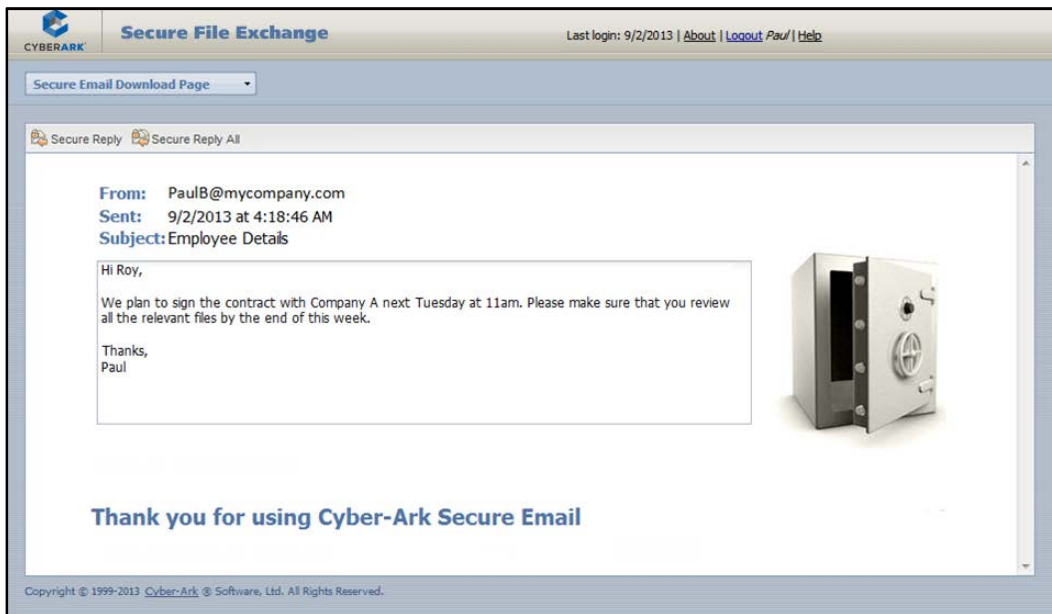 CYBERARK
Secure File Exchange
Last login: 9/2/2013 | About | Logout Paul | Help
Secure Email Download Page
Secure Reply Secure Reply All
From: PaulB@mycompany.com
Sent: 9/2/2013 at 4:18:46 AM
Subject: Employee Details
Hi Roy,
We plan to sign the contract with Company A next Tuesday at 11am. Please make sure that you review
all the relevant files by the end of this week.
Thanks,
Paul
Thank you for using Cyber-Ark Secure Email
Copyright © 1999-2013 Cyber-Ark ® Software, Ltd. All Rights Reserved.